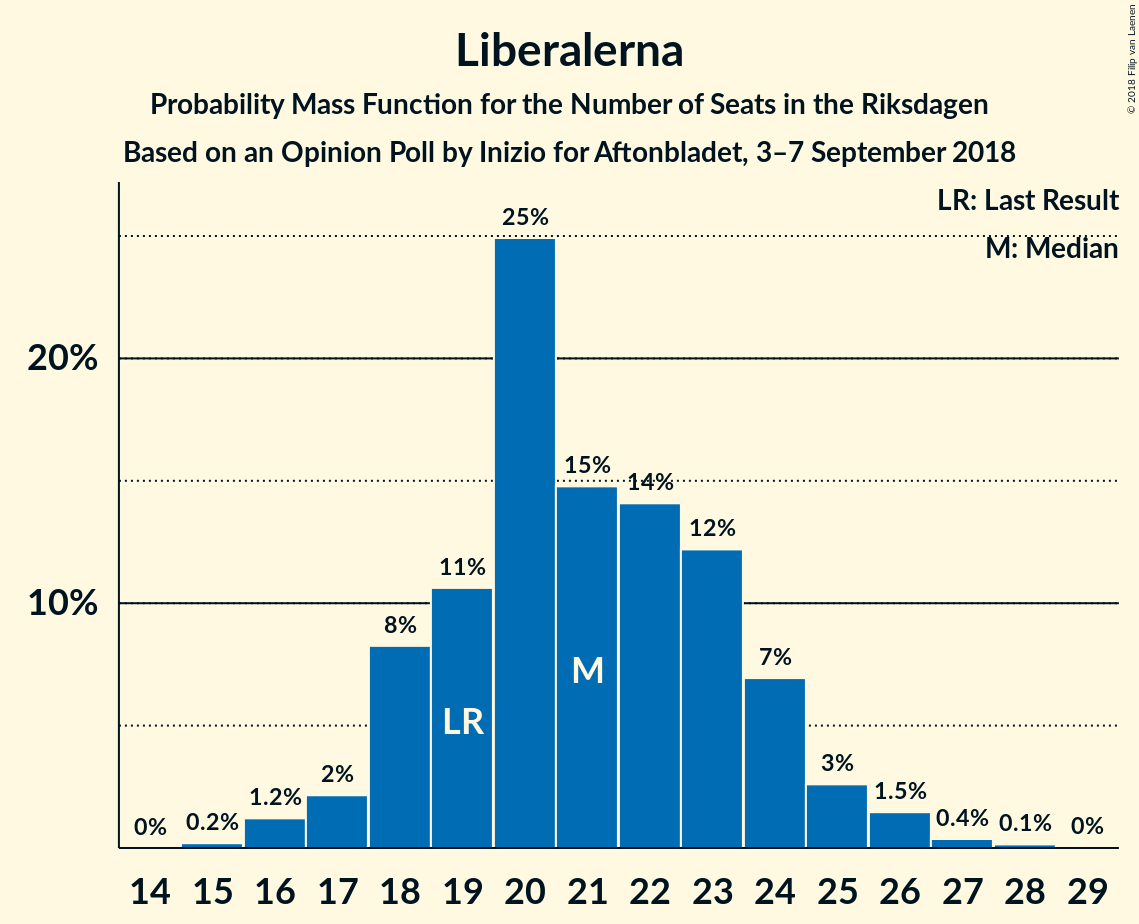 Liberalerna
Probability Mass Function for the Number of Seats in the Riksdagen
Based on an Opinion Poll by Inizio for Aftonbladet, 3–7 September 2018
© 2018 Filip van Laenen
LR: Last Result
M: Median
25%
20%
15%
14%
12%
11%
10%
8%
7%
M
LR
3%
2%
1.5%
1.2%
0.4%
0.2%
0.1%
0%
0%
14 15 16 17 18 19 20 21 22 23 24 25 26 27 28 29